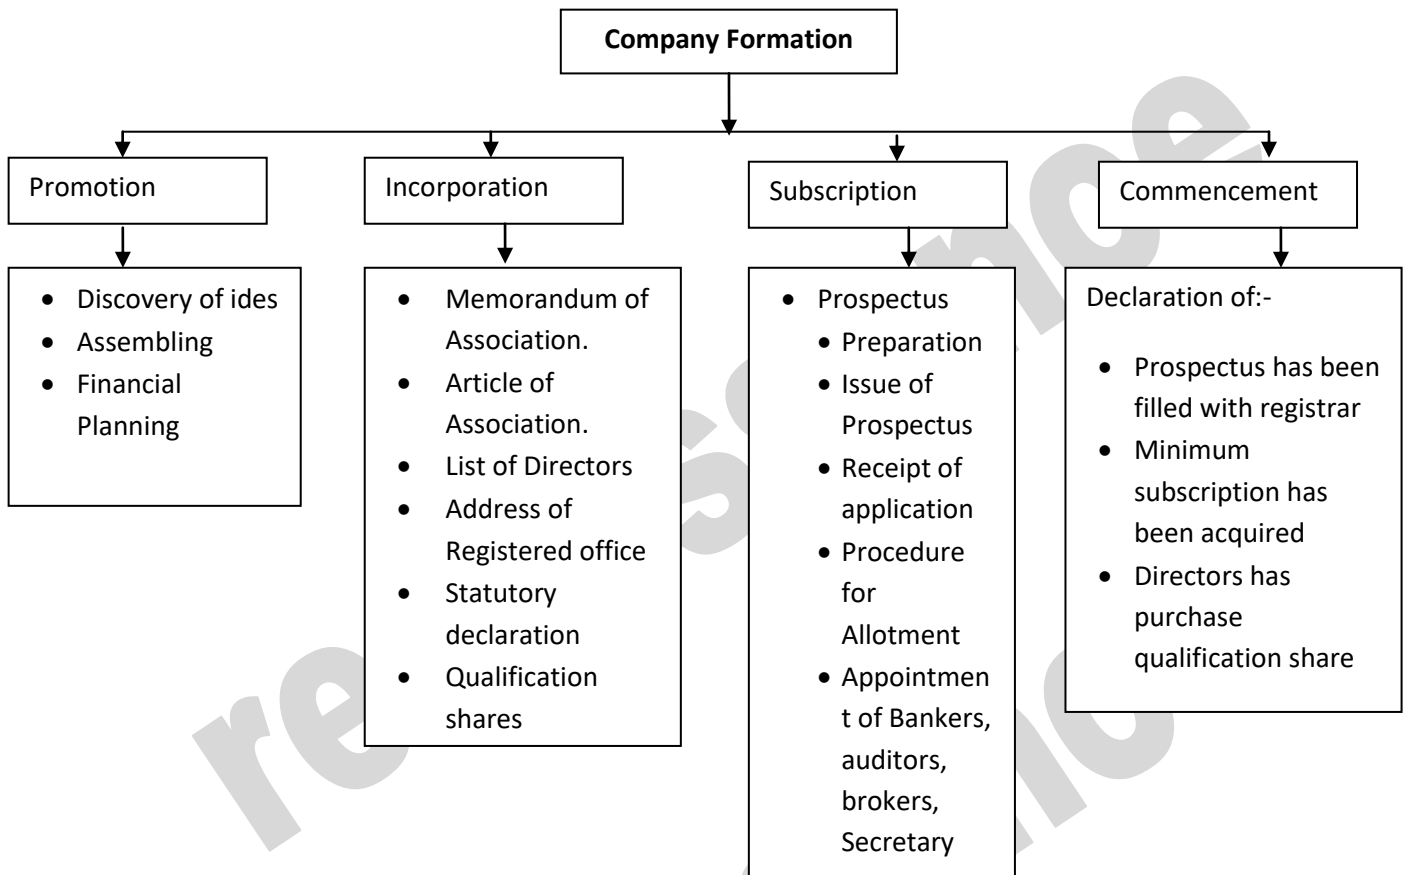 Company Formation
Promotion
Incorporation
Subscription
Commencement
• Discovery of ides
• Assembling
• Financial
Planning
• Memorandum of
Association.
• Article of
Association.
• List of Directors
• Address of
Registered office
• Statutory
declaration
• Qualification
shares
• Prospectus
• Preparation
• Issue of
Prospectus
• Receipt of
application
• Procedure
for
Allotment
• Appointmen
t of Bankers,
auditors,
brokers,
Secretary
Declaration of:-
• Prospectus has been
filled with registrar
• Minimum
subscription has
been acquired
• Directors has
purchase
qualification share